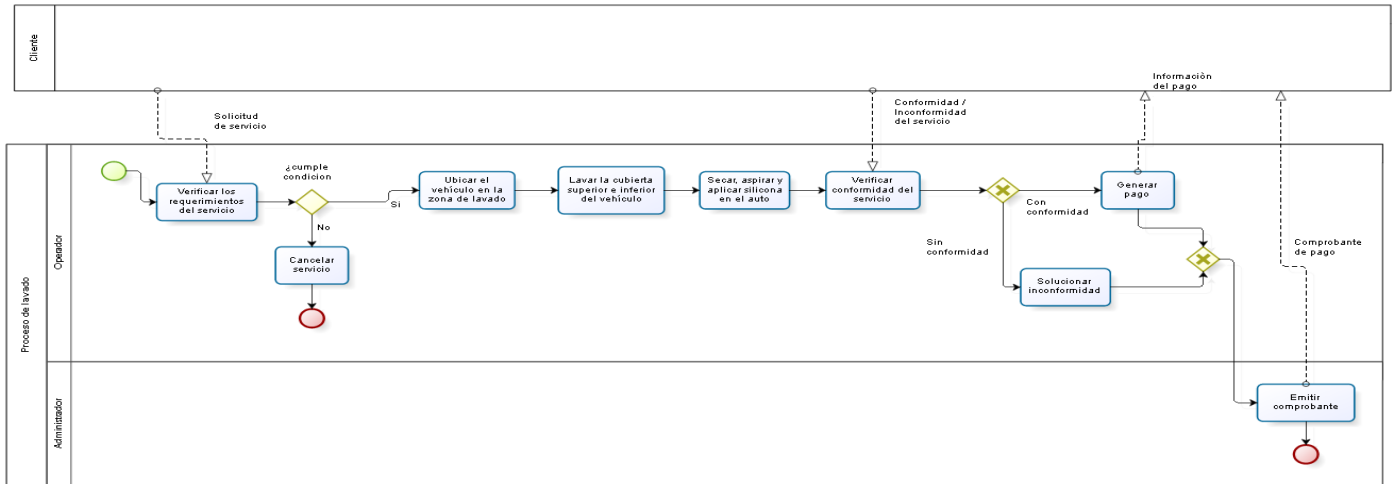 Cliente
Informaciòn
del pago
Solicitud
de servicio
Conformidad /
Inconformidad
del servicio
Proceso de lavado
Operador
¿cumple
condicion
Verificar los
requerimientos
del servicio
Si
No
Ubicar el
vehículo en la
zona de lavado
Lavar la cubierta
superior e inferior
del vehículo
Secar, aspirar y
aplicar silicona
en el auto
Verificar
conformidad del
servicio
Con
conformidad
Generar
pago
Sin
conformidad
Comprobante
de pago
Cancelar
servicio
Solucionar
inconformidad
Administrador
Emitir
comprobante